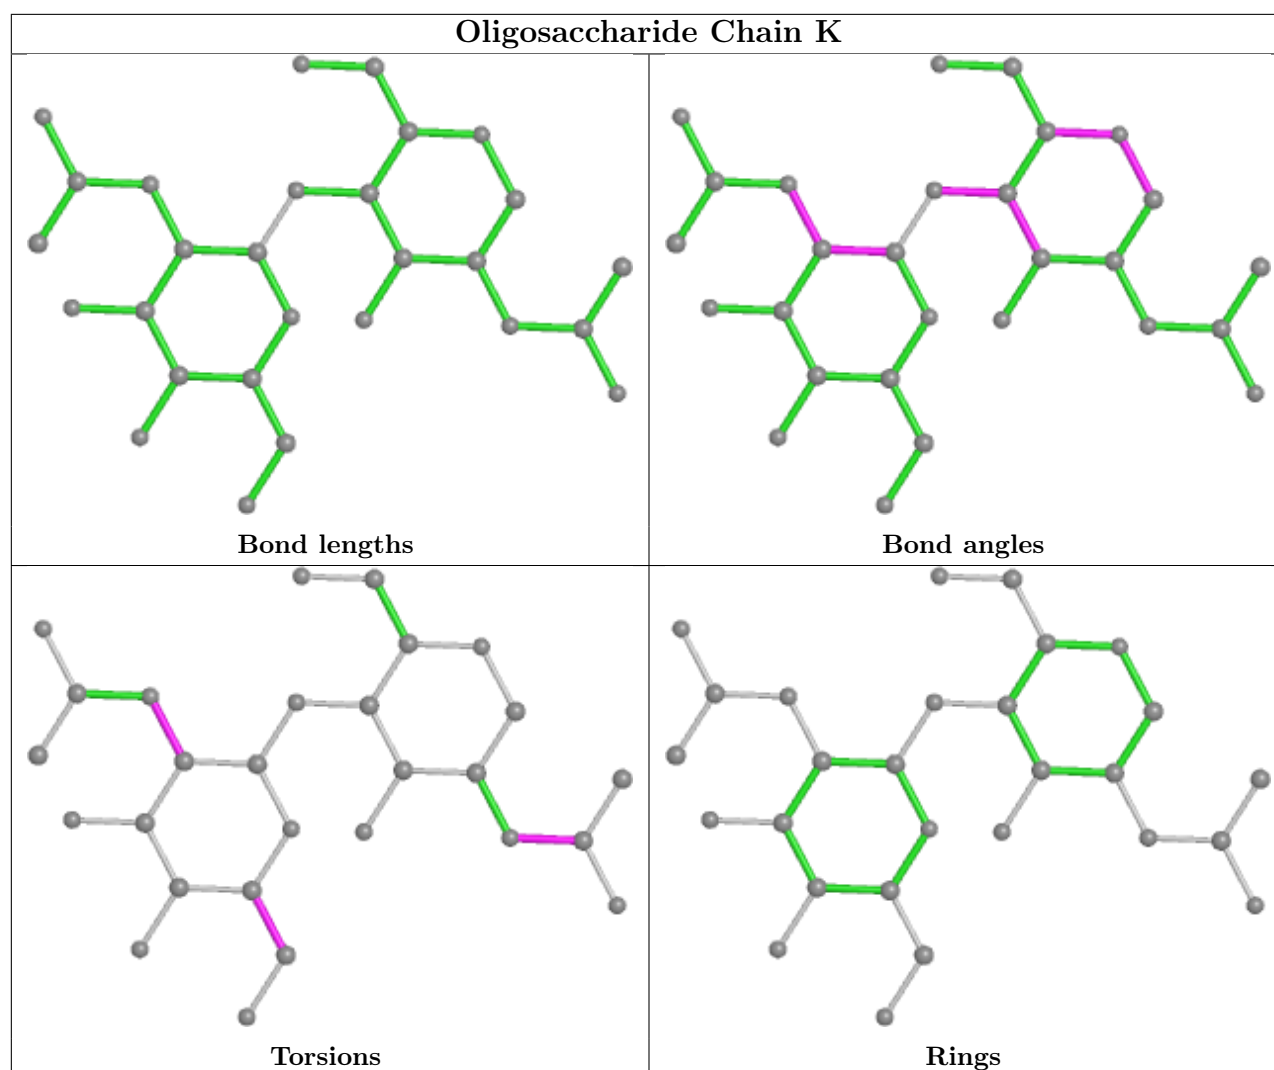 Oligosaccharide Chain K
Bond lengths
Bond angles
Torsions
Rings